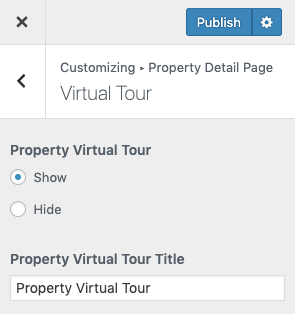 Publish
Customizing ▸ Property Detail Page
Virtual Tour
Property Virtual Tour
Show
Hide
Property Virtual Tour Title
Property Virtual Tour